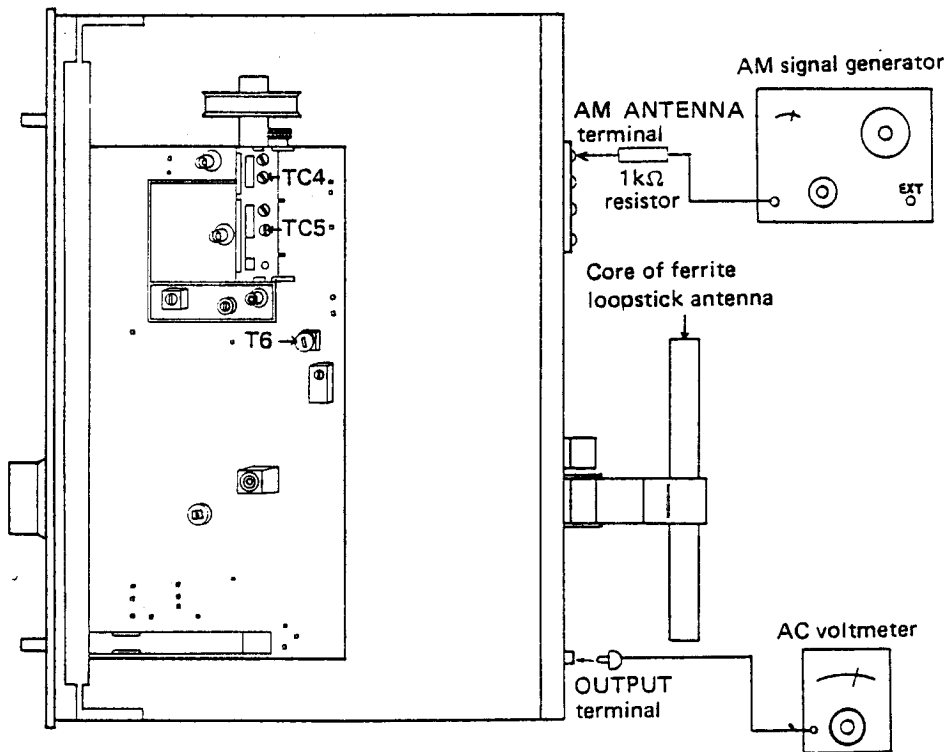 AM signal generator
AM ANTENNA
terminal
1kΩ
resistor
EXT
TC4
TC5
Core of ferrite
loopstick antenna
T6
AC voltmeter
OUTPUT
terminal